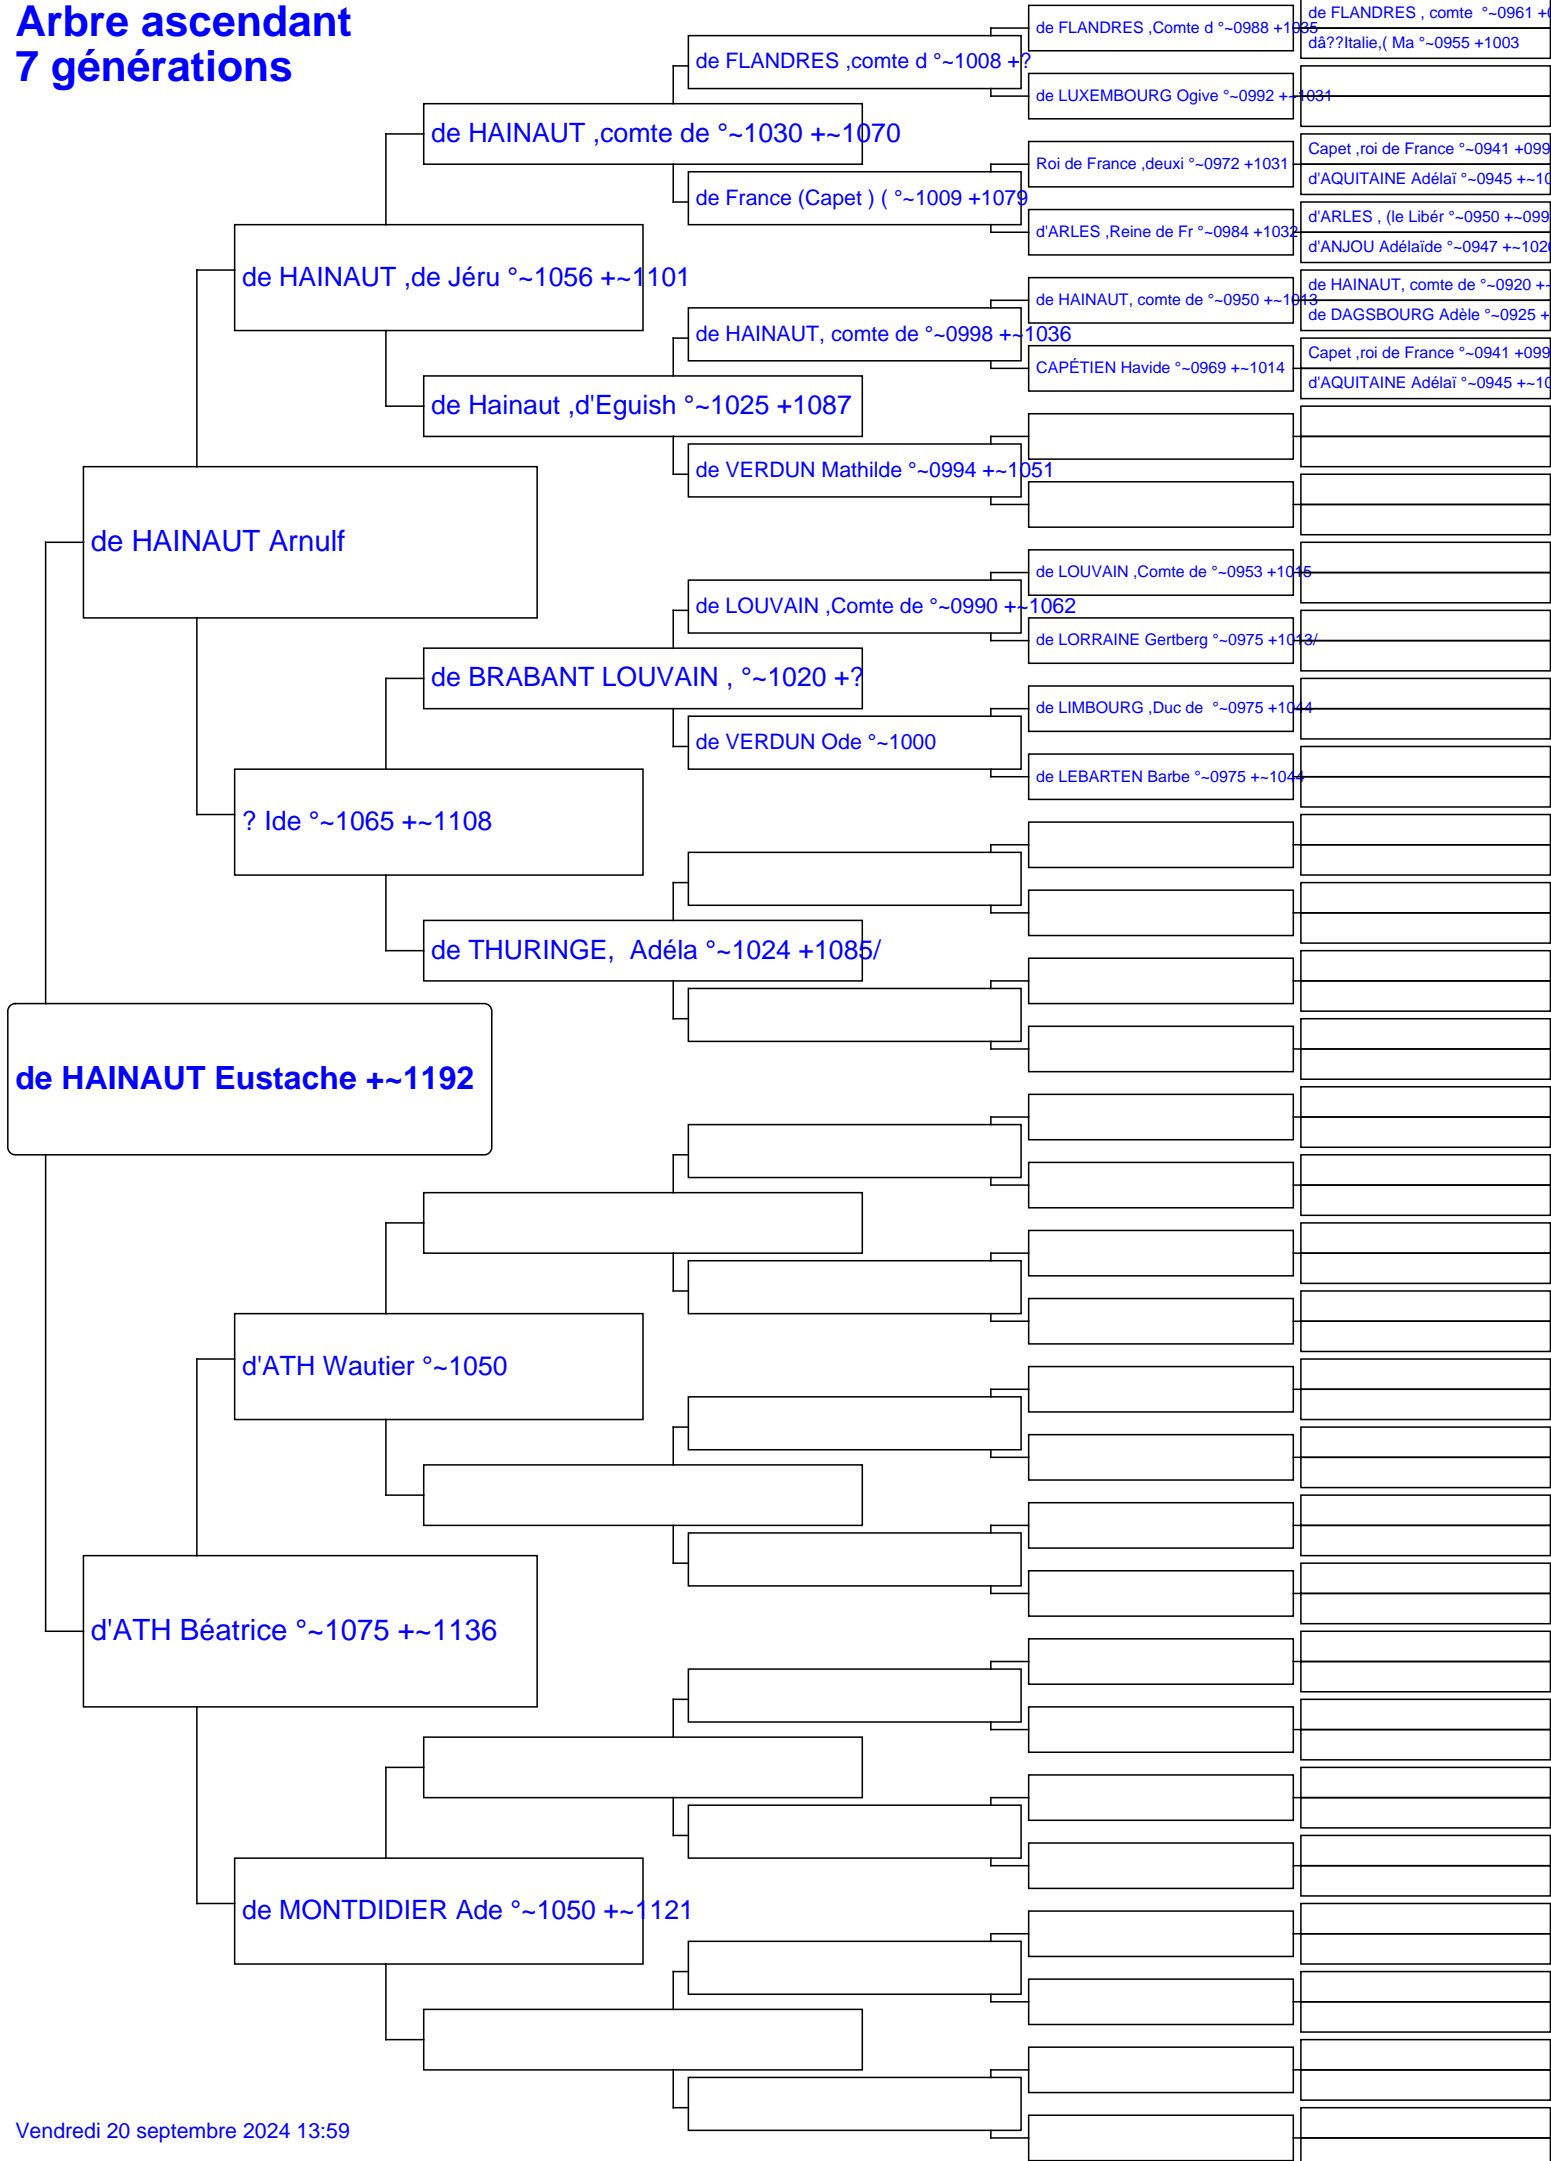 Arbre ascendant
7 générations
de FLANDRES , comte  °~0961 +
dâ??Italie,( Ma °~0955 +1003
de FLANDRES ,Comte d °~0988 +1035
de FLANDRES ,comte d °~1008 +?
de LUXEMBOURG Ogive °~0992 +~1031
de HAINAUT ,comte de °~1030 +~1070
Capet ,roi de France °~0941 +099
Roi de France ,deuxi °~0972 +1031
d'AQUITAINE Adélaï °~0945 +~10
de France (Capet ) ( °~1009 +1079
d'ARLES , (le Libér °~0950 +~099
d'ARLES ,Reine de Fr °~0984 +1032
d'ANJOU Adélaïde °~0947 +~1026
de HAINAUT ,de Jéru °~1056 +~1101
de HAINAUT, comte de °~0920 +~
de HAINAUT, comte de °~0950 +~1013
de DAGSBOURG Adèle °~0925 +
de HAINAUT, comte de °~0998 +~1036
Capet ,roi de France °~0941 +099
CAPÉTIEN Havide °~0969 +~1014
d'AQUITAINE Adélaï °~0945 +~10
de Hainaut ,d'Eguish °~1025 +1087
de VERDUN Mathilde °~0994 +~1051
de HAINAUT Arnulf
de LOUVAIN ,Comte de °~0953 +1015
de LOUVAIN ,Comte de °~0990 +~1062
de LORRAINE Gertberg °~0975 +1013/
de BRABANT LOUVAIN , °~1020 +?
de LIMBOURG ,Duc de  °~0975 +1044
de VERDUN Ode °~1000
de LEBARTEN Barbe °~0975 +~1044
? Ide °~1065 +~1108
de THURINGE,  Adéla °~1024 +1085/
de HAINAUT Eustache +~1192
d'ATH Wautier °~1050
d'ATH Béatrice °~1075 +~1136
de MONTDIDIER Ade °~1050 +~1121
Vendredi 20 septembre 2024 13:59